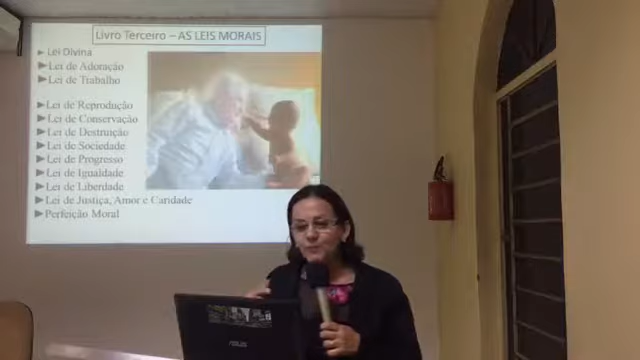 Livro Terceiro – AS LEIS MORAIS
Lei Divina
Lei de Adoração
Lei de Trabalho
Lei de Reprodução
Lei de Conservação
Lei de Destruição
Lei de Sociedade
Lei de Progresso
Lei de Igualdade
Lei de Liberdade
Lei de Justiça, Amor e Caridade
Perfeição Moral
ASUS